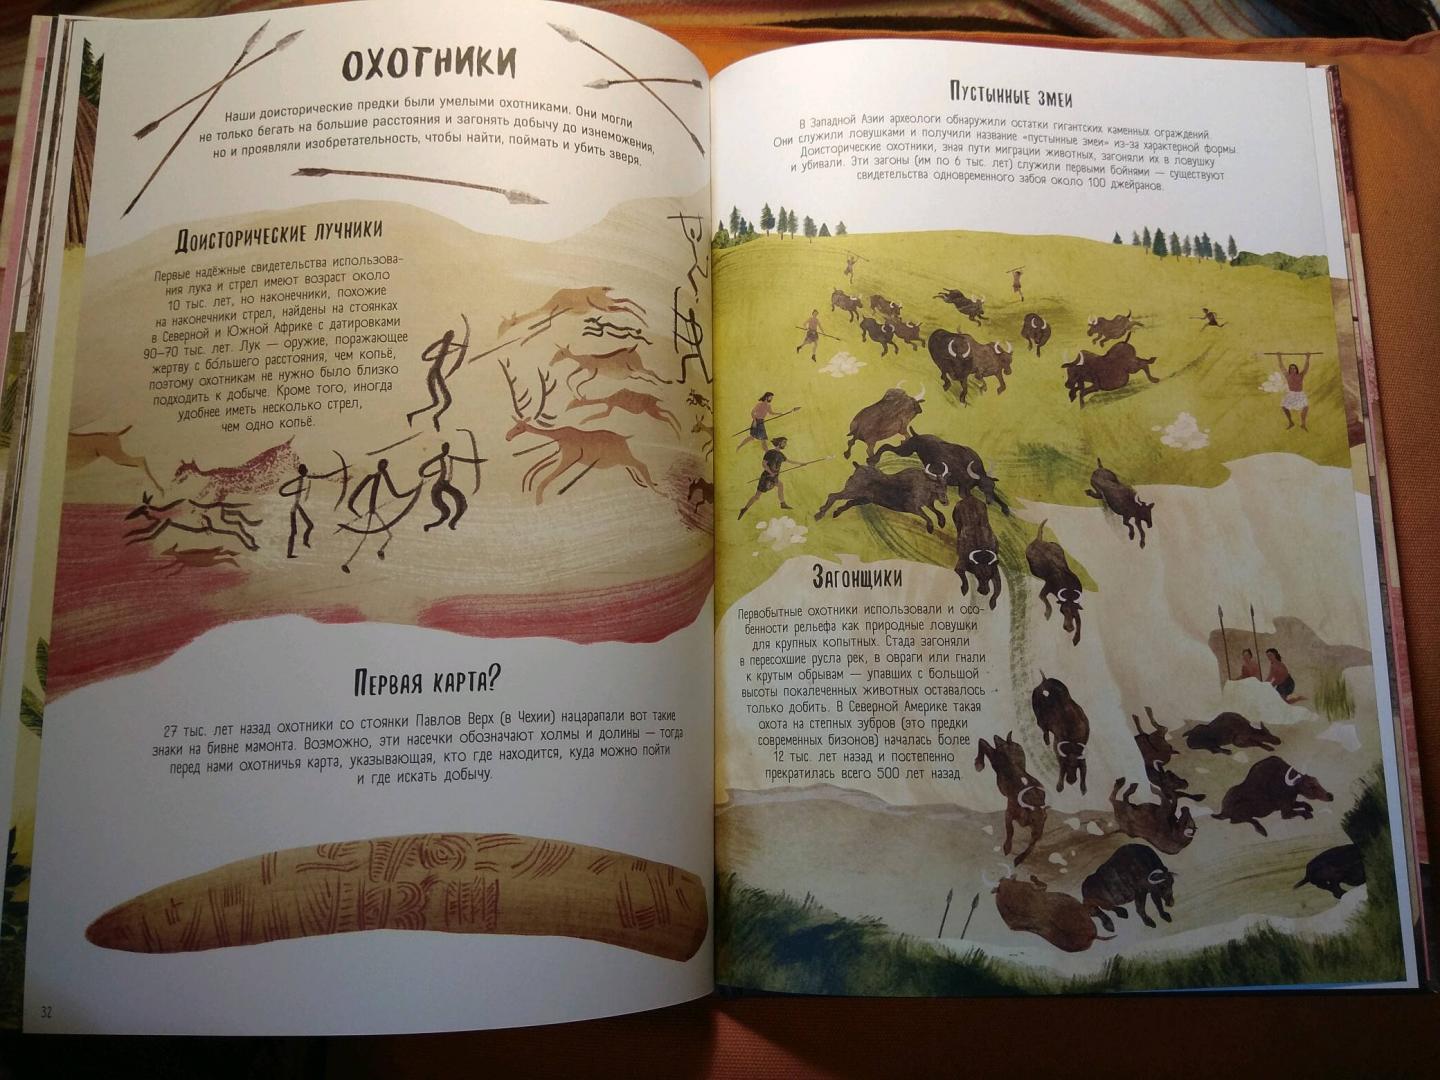 ОХОТНИКИ
Наши доисторические предки были умелыми охотниками. Они могли
не только бегать на большие расстояния и загонять добычу до изнеможения,
но и проявляли изобретательность, чтобы найти, поймать и убить зверя.
Доисторические лучники
Первые надёжные свидетельства использова-
ния лука и стрел имеют возраст около
10 тыс. лет, но наконечники, похожие
на наконечники стрел, найдены на стоянках
в Северной и Южной Африке с датировками
90–70 тыс. лет. Лук — оружие, поражающее
жертву с бо́льшего расстояния, чем копьё,
поэтому охотникам не нужно было близко
подходить к добыче. Кроме того, иногда
удобнее иметь несколько стрел,
чем одно копьё.
Первая карта?
27 тыс. лет назад охотники со стоянки Павлов Верх (в Чехии) нацарапали вот такие
знаки на бивне мамонта. Возможно, эти насечки обозначают холмы и долины — тогда
перед нами охотничья карта, указывающая, кто где находится, куда можно пойти
и где искать добычу.
32
Пустынные змеи
В Западной Азии археологи обнаружили остатки гигантских каменных ограждений.
Они служили ловушками и получили название «пустынные змеи» из-за характерной формы.
Доисторические охотники, зная пути миграции животных, загоняли их в ловушку
и убивали. Эти загоны (им по 6 тыс. лет) служили первыми бойнями — существуют
свидетельства одновременного забоя около 100 джейранов.
Загонщики
Первобытные охотники использовали и осо-
бенности рельефа как природные ловушки
для крупных копытных. Стада загоняли
в пересохшие русла рек, в овраги или гнали
к крутым обрывам — упавших с большой
высоты покалеченных животных оставалось
только добить. В Северной Америке такая
охота на степных зубров (это предки
современных бизонов) началась более
12 тыс. лет назад и постепенно
прекратилась всего 500 лет назад.